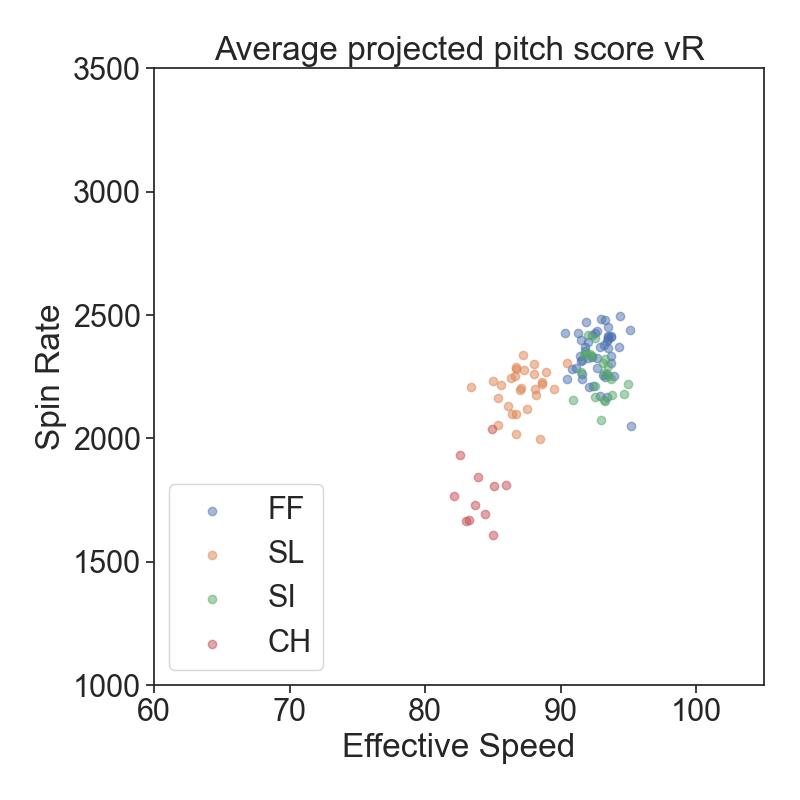 Average projected pitch score vR
3500
3000
2500
2000
1500
1000
Spin Rate
FF
SL
SI
CH
60 70 80 90 100
Effective Speed